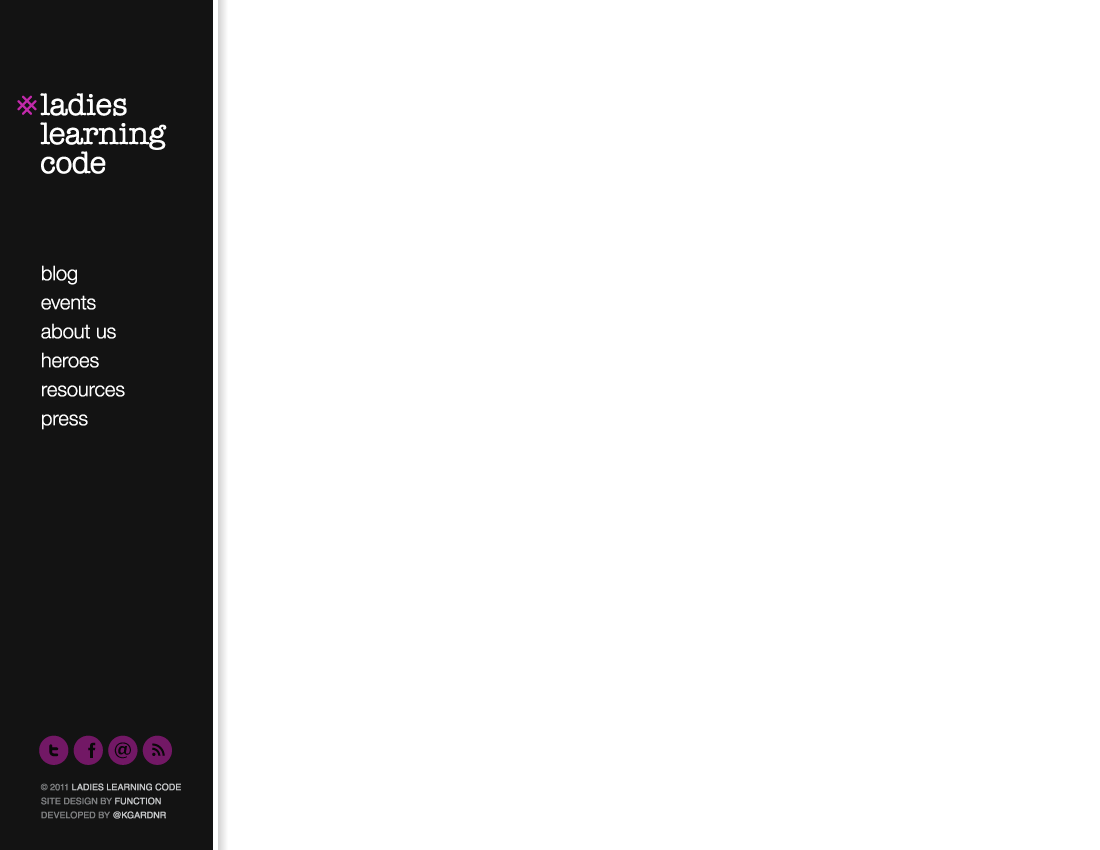 ladies
learning
code
blog
events
about us
heroes
resources
press
© 2011 LADIES LEARNING CODE
SITE DESIGN BY FUNCTION
DEVELOPED BY @KGARDNR